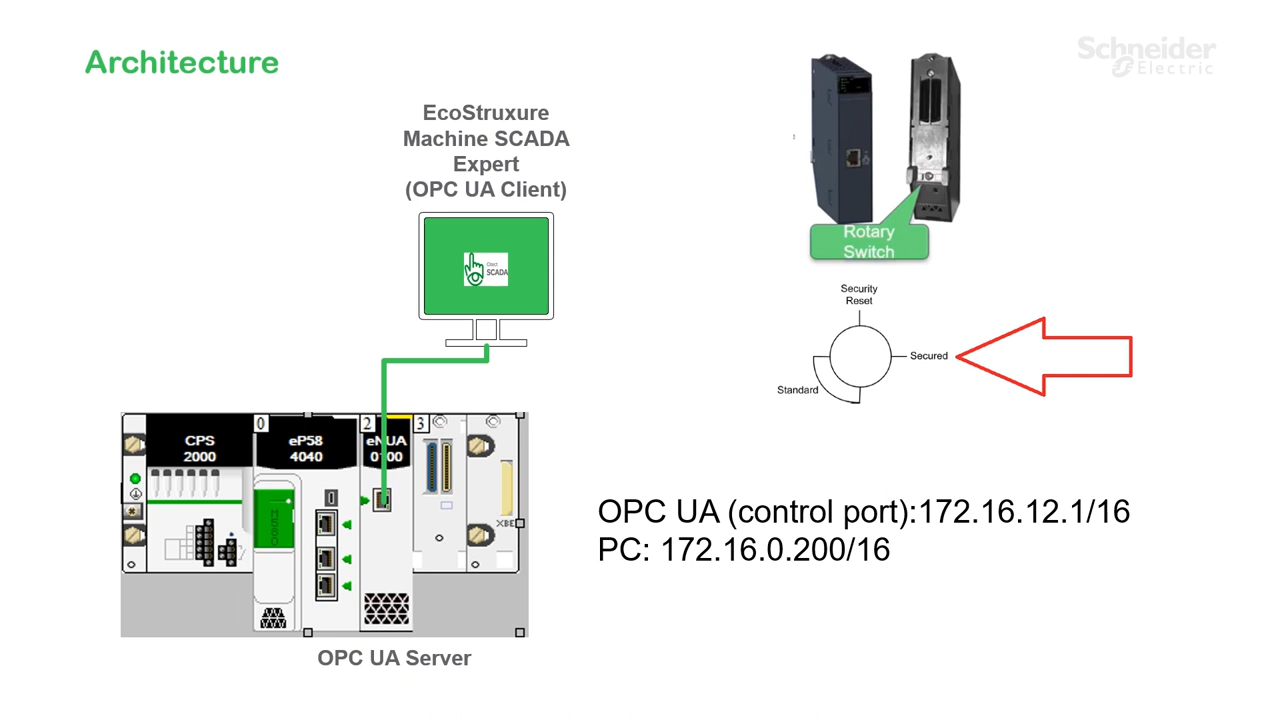 Architecture
Schneider
Electric
EcoStruxure
Machine SCADA
Expert
(OPC UA Client)
SCADA
Rotary
Switch
Security
Reset
Secured
Standard
0
2
3
CPS
2000
eP58
4040
eNUA
0100
M580
XBE
OPC UA (control port):172.16.12.1/16
PC: 172.16.0.200/16
OPC UA Server